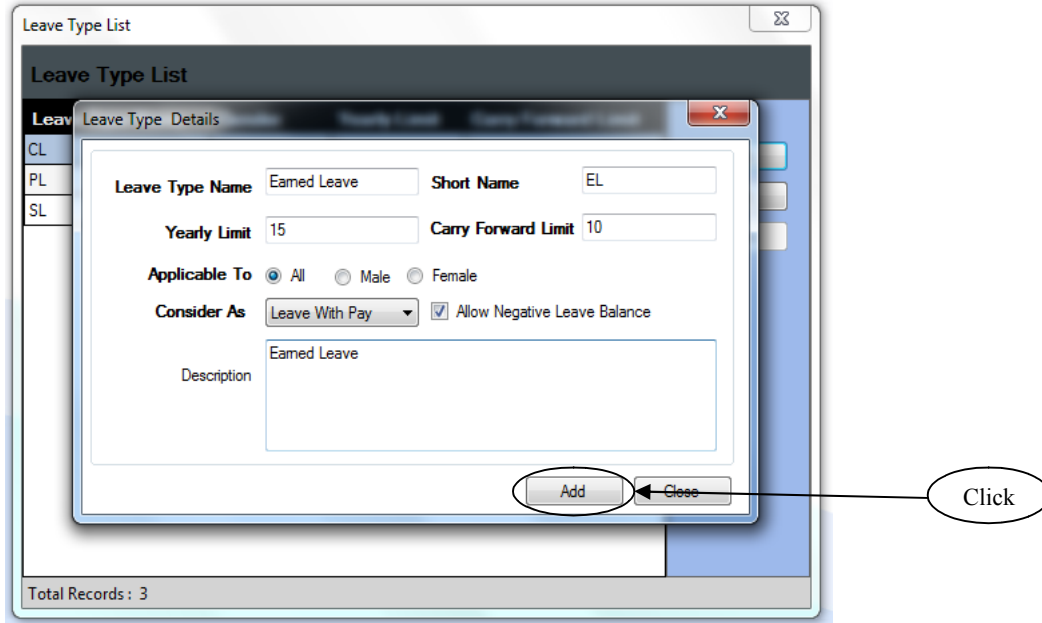 Leave Type List
Leave Type List
Leav
Leave Type Details
CL
PL
SL
Leave Type Name Earned Leave Short Name EL
Yearly Limit 15 Carry Forward Limit 10
Applicable To All Male Female
Consider As Leave With Pay Allow Negative Leave Balance
Description Earned Leave
Add Close
Click
Total Records : 3